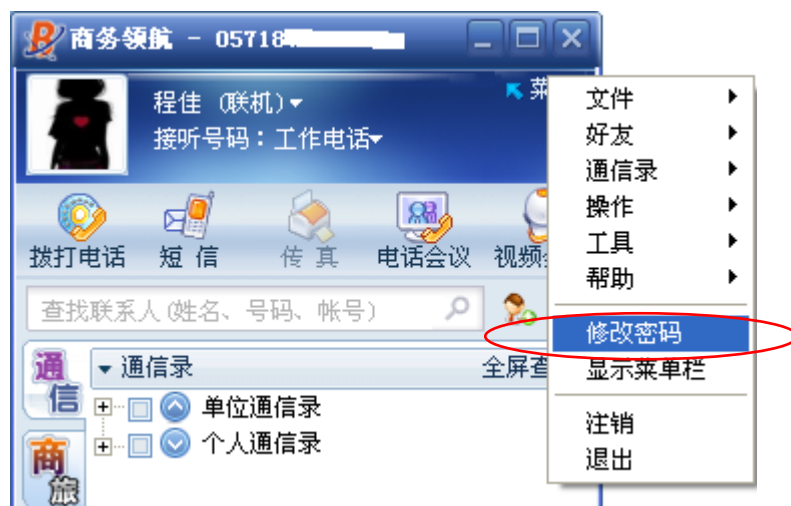 商务领航 - 05718
程佳 (联机)
接听号码：工作电话
菜
拨打电话 短信 传真 电话会议 视频
查找联系人(姓名、号码、帐号)
通信
通信录 全屏查
单位通信录
个人通信录
商旅
文件
好友
通信录
操作
工具
帮助
修改密码
显示菜单栏
注销
退出